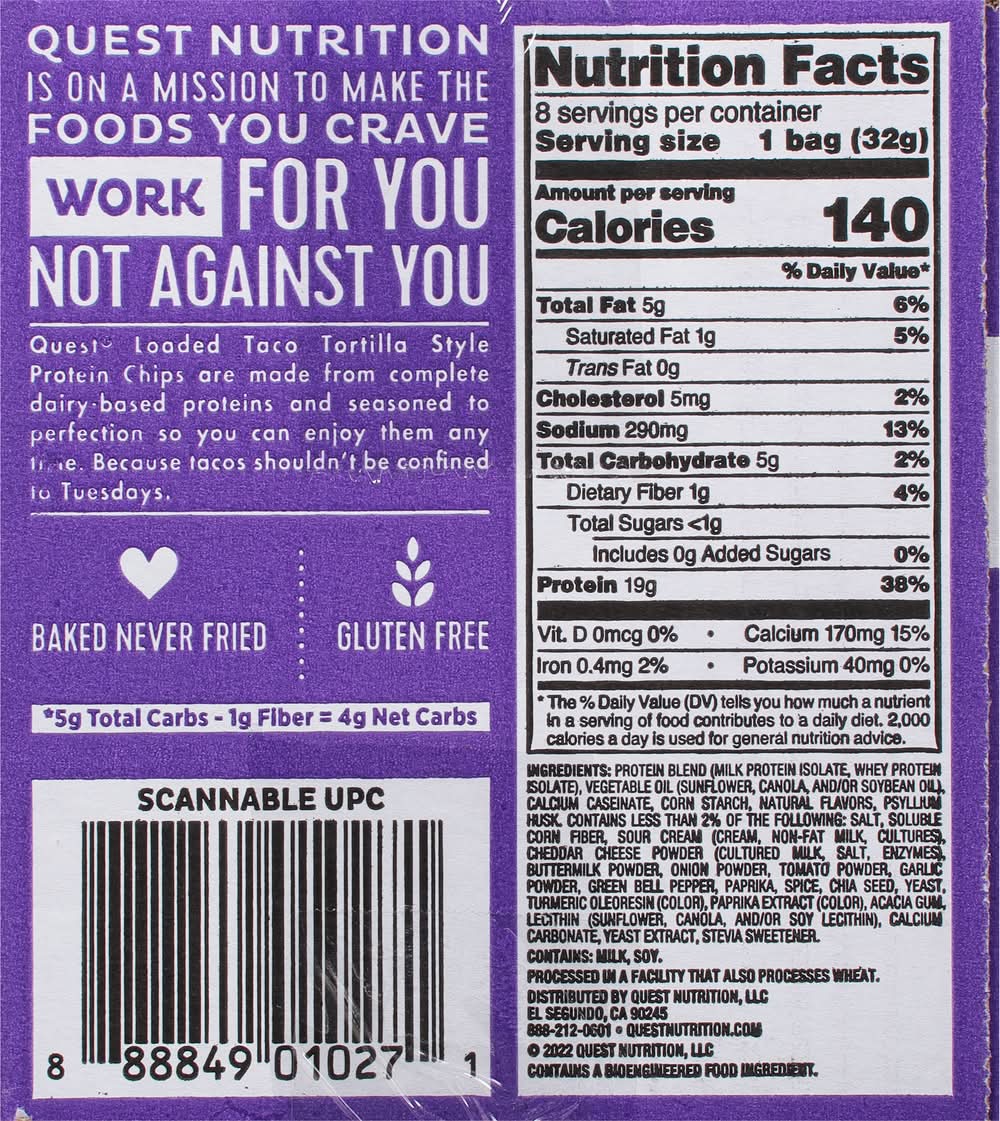 QUEST NUTRITION
IS ON A MISSION TO MAKE THE
FOODS YOU CRAVE
WORK FOR YOU
NOT AGAINST YOU
Quest® Loaded Taco Tortilla Style
Protein Chips are made from complete
dairy-based proteins and seasoned to
perfection so you can enjoy them any
time. Because tacos shouldn't be confined
to Tuesdays.
BAKED NEVER FRIED
GLUTEN FREE
*5g Total Carbs - 1g Fiber = 4g Net Carbs
SCANNABLE UPC
8 88849 01027 1
Nutrition Facts
8 servings per container
Serving size 1 bag (32g)
Amount per serving
Calories 140
% Daily Value*
Total Fat 5g 6%
Saturated Fat 1g 5%
Trans Fat 0g
Cholesterol 5mg 2%
Sodium 290mg 13%
Total Carbohydrate 5g 2%
Dietary Fiber 1g 4%
Total Sugars <1g
Includes 0g Added Sugars 0%
Protein 19g 38%
Vit. D 0mcg 0% • Calcium 170mg 15%
Iron 0.4mg 2% • Potassium 40mg 0%
* The % Daily Value (DV) tells you how much a nutrient
in a serving of food contributes to a daily diet. 2,000
calories a day is used for general nutrition advice.
INGREDIENTS: PROTEIN BLEND (MILK PROTEIN ISOLATE, WHEY PROTEIN
ISOLATE), VEGETABLE OIL (SUNFLOWER, CANOLA, AND/OR SOYBEAN OIL),
CALCIUM CASEINATE, CORN STARCH, NATURAL FLAVORS, PSYLLIUM
HUSK. CONTAINS LESS THAN 2% OF THE FOLLOWING: SALT, SOLUBLE
CORN FIBER, SOUR CREAM (CREAM, NON-FAT MILK, CULTURES),
CHEDDAR CHEESE POWDER (CULTURED MILK, SALT, ENZYMES),
BUTTERMILK POWDER, ONION POWDER, TOMATO POWDER, GARLIC
POWDER, GREEN BELL PEPPER, PAPRIKA, SPICE, CHIA SEED, YEAST,
TURMERIC OLEORESIN (COLOR), PAPRIKA EXTRACT (COLOR), ACACIA GUM,
LECITHIN (SUNFLOWER, CANOLA, AND/OR SOY LECITHIN), CALCIUM
CARBONATE, YEAST EXTRACT, STEVIA SWEETENER.
CONTAINS: MILK, SOY.
PROCESSED IN A FACILITY THAT ALSO PROCESSES WHEAT.
DISTRIBUTED BY QUEST NUTRITION, LLC
EL SEGUNDO, CA 90245
888-212-0601 • QUESTNUTRITION.COM
© 2022 QUEST NUTRITION, LLC
CONTAINS A BIOENGINEERED FOOD INGREDIENT.